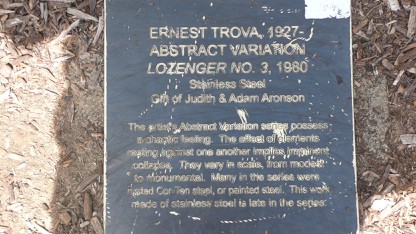 ERNEST TROVA, 1927-
ABSTRACT VARIATION
LOZENGER NO. 3, 1980
Stainless Steel
Gift of Judith & Adam Aronson
The artist's Abstract Variation series possess
a chaotic feeling. The effect of elements
resting against one another implies imminent
collapse. They vary in scale, from modest
to monumental. Many in the series were
rusted Cor-Ten steel, or painted steel. This work
made of stainless steel is late in the series.